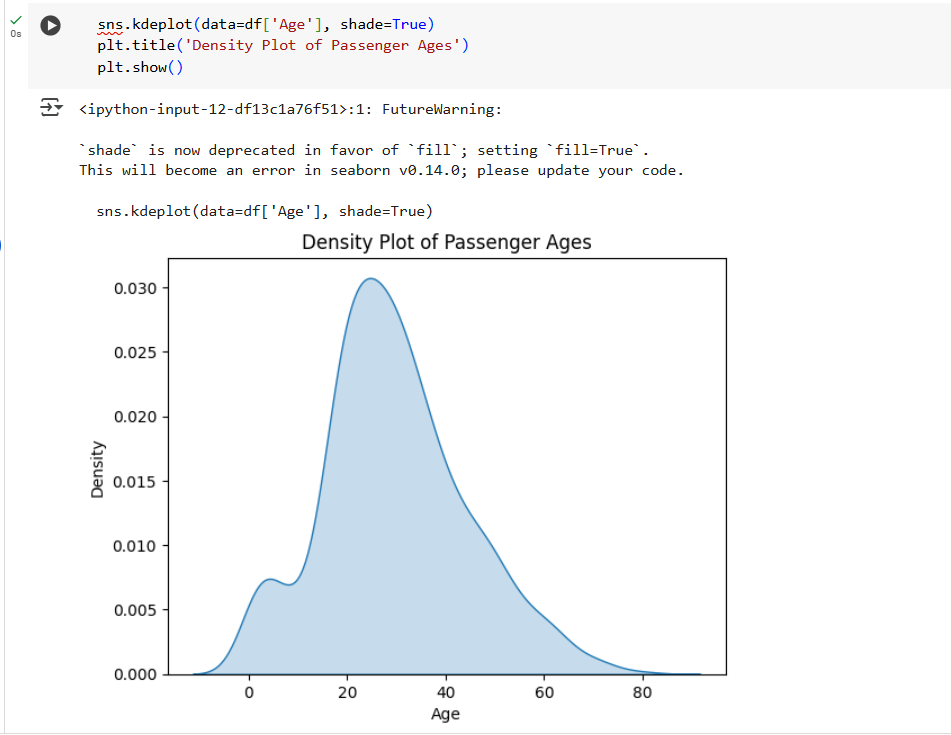 sns.kdeplot(data=df['Age'], shade=True)
plt.title('Density Plot of Passenger Ages')
plt.show()
0s
<ipython-input-12-df13c1a76f51>:1: FutureWarning:
`shade` is now deprecated in favor of `fill`; setting `fill=True`.
This will become an error in seaborn v0.14.0; please update your code.
sns.kdeplot(data=df['Age'], shade=True)
Density Plot of Passenger Ages
0.030
0.025
0.020
0.015
0.010
0.005
0.000
Density
0 20 40 60 80
Age